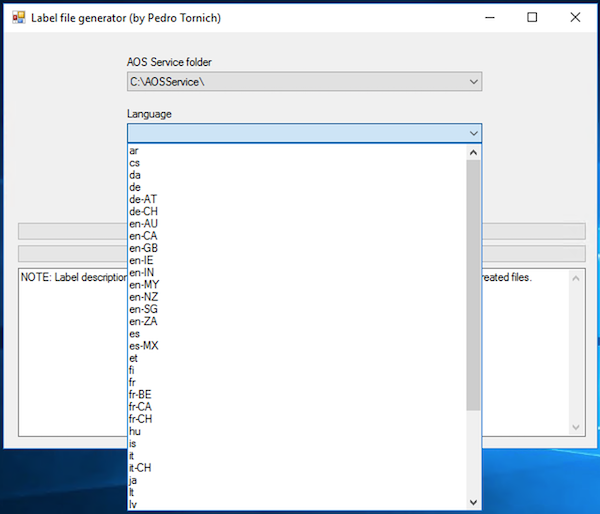 Label file generator (by Pedro Tornich)
AOS Service folder
C:\AOSService\
Language
ar
cs
da
de
de-AT
de-CH
en-AU
en-CA
en-GB
en-IE
en-IN
en-MY
en-NZ
en-SG
en-ZA
es
es-MX
et
fi
fr
fr-BE
fr-CA
fr-CH
hu
is
it
it-CH
ja
lt
lv
NOTE: Label description
reated files.